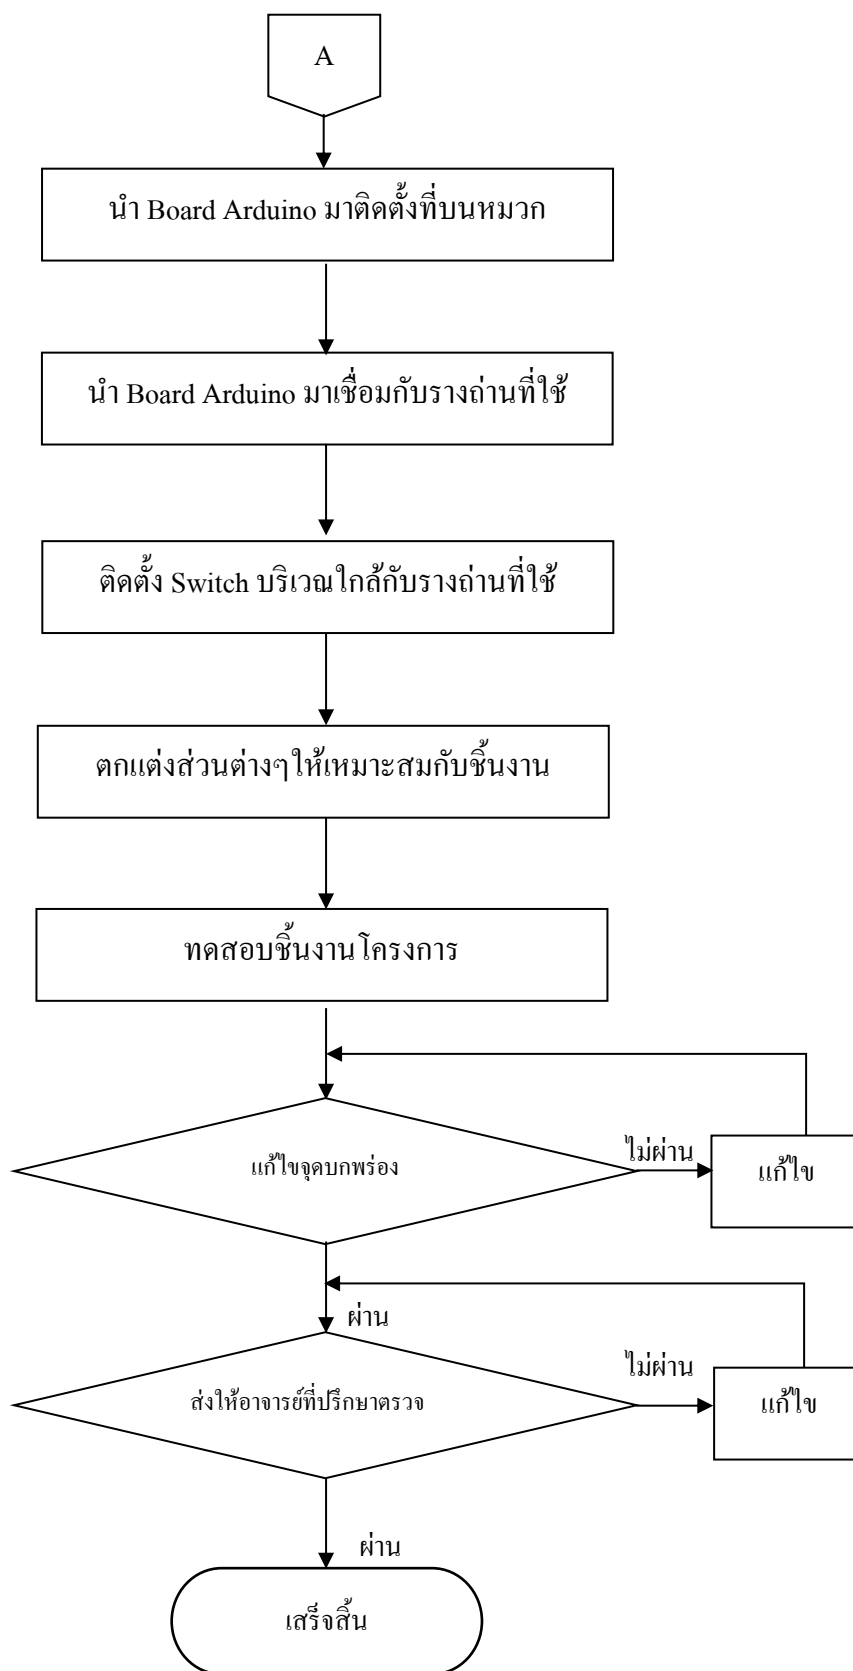 A
นำ Board Arduino มาติดตั้งที่บนหมวก
นำ Board Arduino มาเชื่อมกับรางถ่านที่ใช้
ติดตั้ง Switch บริเวณใกล้กับรางถ่านที่ใช้
ตกแต่งส่วนต่างๆให้เหมาะสมกับชิ้นงาน
ทดสอบชิ้นงานโครงการ
แก้ไขจุดบกพร่อง
ไม่ผ่าน
แก้ไข
ผ่าน
ส่งให้อาจารย์ที่ปรึกษาตรวจ
ไม่ผ่าน
แก้ไข
ผ่าน
เสร็จสิ้น